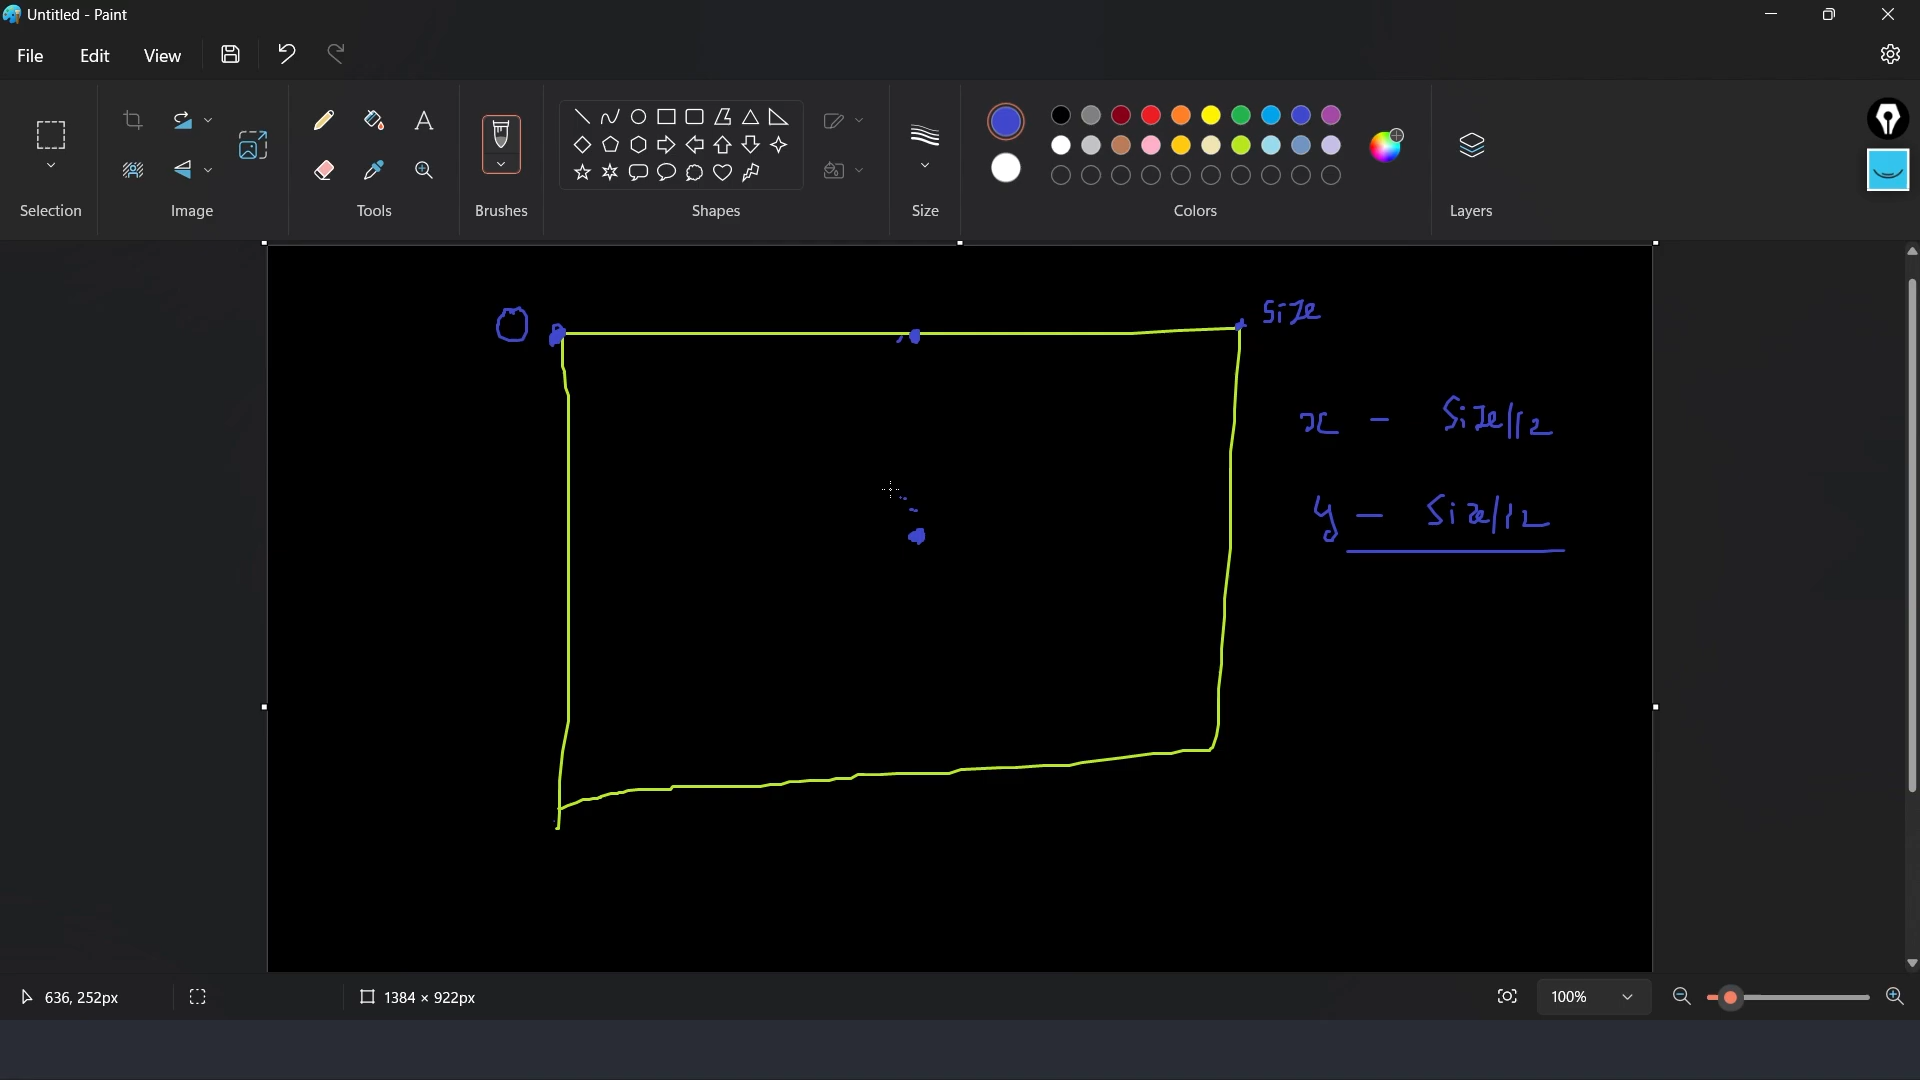 Untitled - Paint
File Edit View
Selection Image Tools Brushes Shapes Size Colors Layers
O Size
x - Size//2
y - Size//2
636, 252px 1384 × 922px 100%